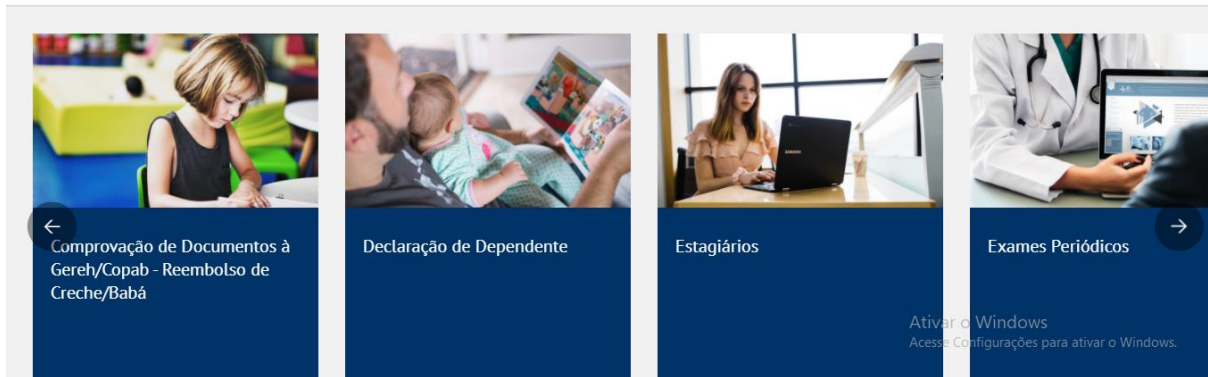 Comprovação de Documentos à
Gereh/Copab - Reembolso de
Creche/Babá
Declaração de Dependente
Estagiários
Exames Periódicos
Ativar o Windows
Acesse Configurações para ativar o Windows.
SAMSUNG